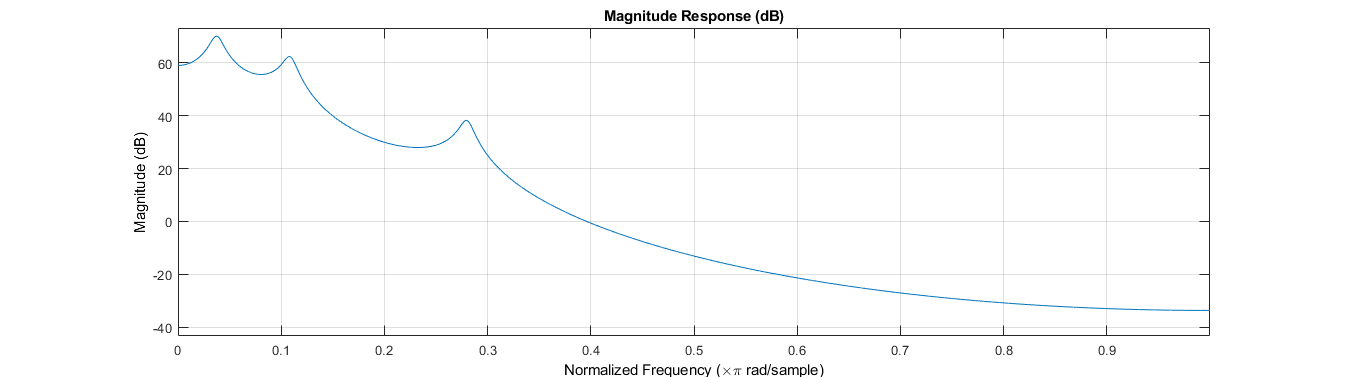 Magnitude Response (dB)
60
40
20
0
-20
-40
Magnitude (dB)
0 0.1 0.2 0.3 0.4 0.5 0.6 0.7 0.8 0.9
Normalized Frequency (×π rad/sample)